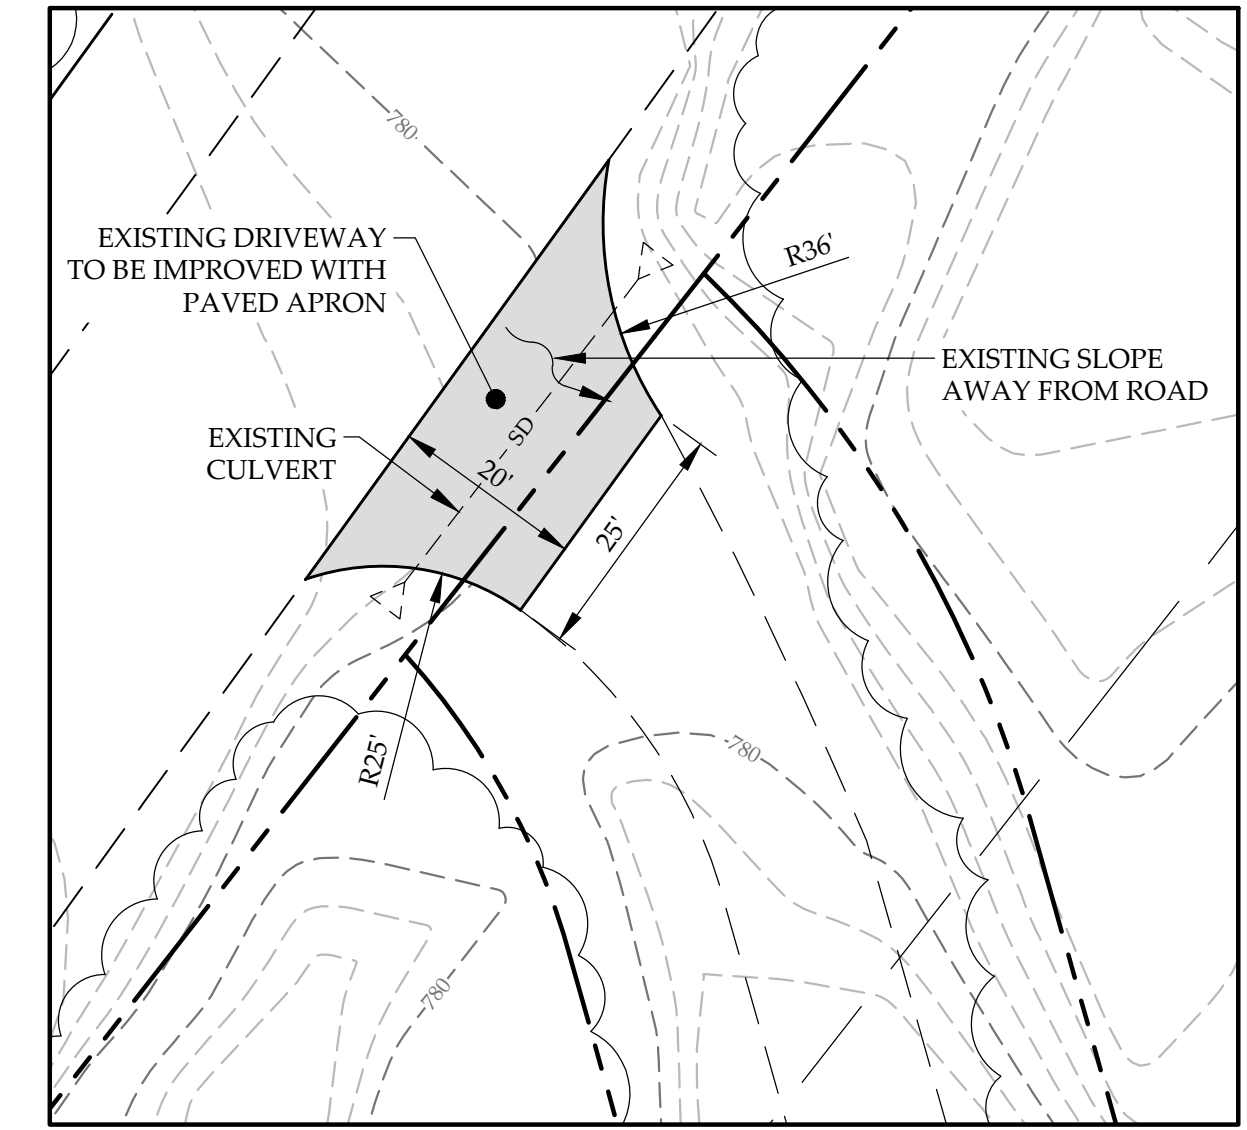 780
EXISTING DRIVEWAY
TO BE IMPROVED WITH
PAVED APRON
R36'
EXISTING SLOPE
AWAY FROM ROAD
EXISTING
CULVERT
SD
20'
25'
R25'
780
780